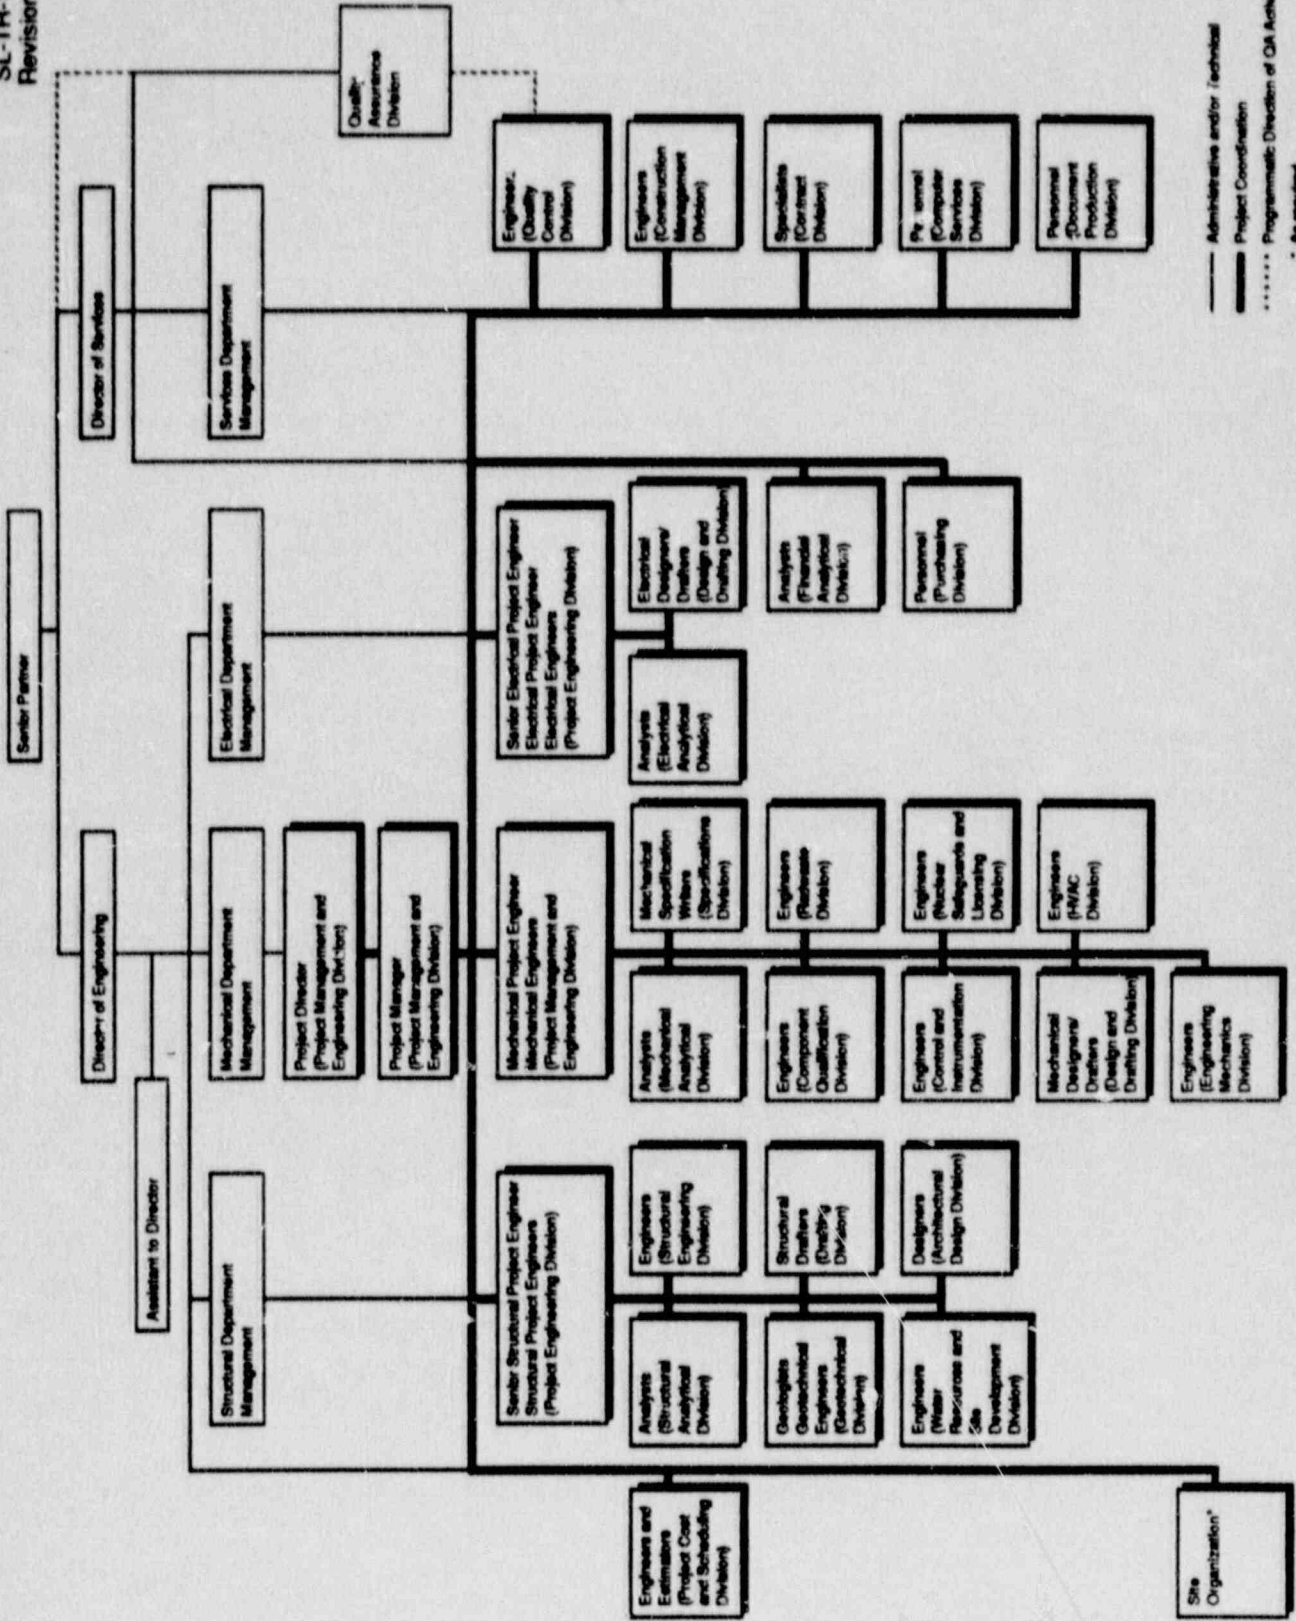 SL-TR-
Revision
Senior Partner
Director of Engineering
Director of Services
Assistant to Director
Structural Department
Management
Mechanical Department
Management
Electrical Department
Management
Services Department
Management
Project Director
(Project Management and
Engineering Division)
Quality
Assurance
Division
Project Manager
(Project Management and
Engineering Division)
Senior Structural Project Engineer
Structural Project Engineers
(Project Engineering Division)
Mechanical Project Engineer
Mechanical Engineers
(Project Management and
Engineering Division)
Senior Electrical Project Engineer
Electrical Project Engineer
Electrical Engineers
(Project Engineering Division)
(Quality
Control
Division)
Engineers and
Estimators
(Project Cost
and Scheduling
Division)
Analysts
(Structural
Analytical
Division)
Engineers
(Structural
Engineering
Division)
Analysts
(Mechanical
Analytical
Division)
Mechanical
Specification
Writers
(Specifications
Division)
Analysts
(Electrical
Analytical
Division)
Electrical
Designers/
Drafters
(Design and
Drafting Division)
Engineers
(Construction
Management
Division)
Geologists
Geotechnical
Engineers
(Geotechnical
Division)
Structural
Drafters
(Drafting
Division)
Engineers
(Component
Qualification
Division)
Engineers
(Radwaste
Division)
Analysts
(Financial
Analytical
Division)
Specialists
(Contract
Division)
Engineers
(Water
Resources and
Site
Development
Division)
Designers
(Architectural
Design Division)
Engineers
(Control and
Instrumentation
Division)
Engineers
(Nuclear
Safeguards and
Licensing
Division)
Personnel
(Purchasing
Division)
(Computer
Services
Division)
Mechanical
Designers/
Drafters
(Design and
Drafting Division)
Engineers
(HVAC
Division)
Personnel
(Document
Production
Division)
Site
Organization*
Engineers
(Engineering
Mechanics
Division)
Administrative and/or Technical
Project Coordination
Programmatic Direction of QA
* As required